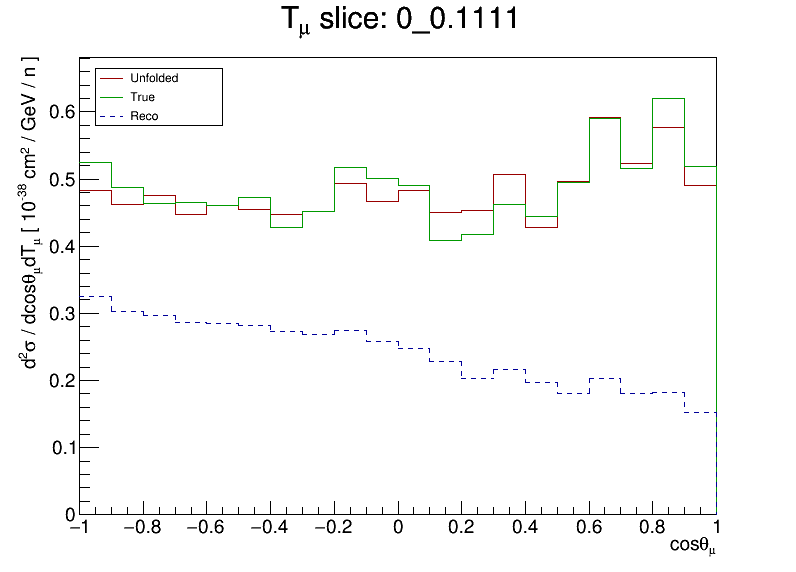 T_μ slice: 0_0.1111
d²σ / dcosθ_μdT_μ [ 10⁻³⁸ cm² / GeV / n ]
Unfolded
True
Reco
0.6
0.5
0.4
0.3
0.2
0.1
0
−1 −0.8 −0.6 −0.4 −0.2 0 0.2 0.4 0.6 0.8 1
cosθ_μ